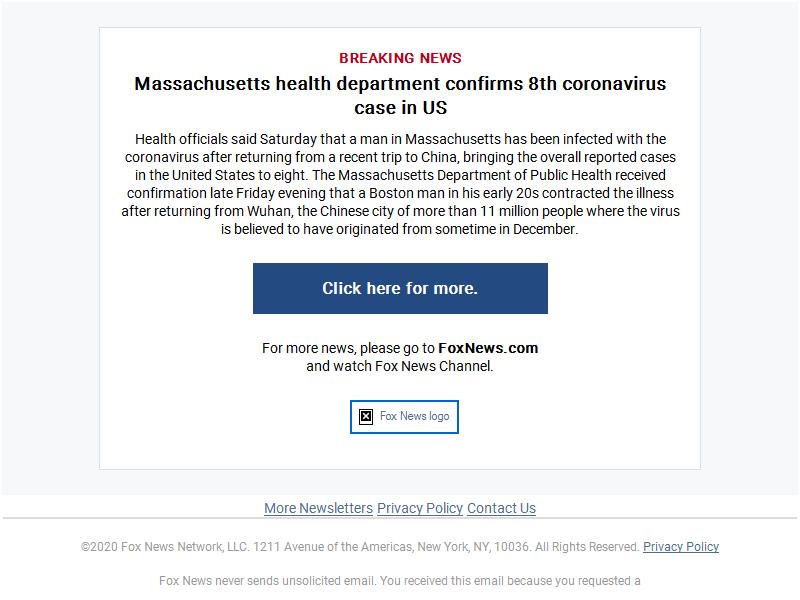 BREAKING NEWS
Massachusetts health department confirms 8th coronavirus
case in US
Health officials said Saturday that a man in Massachusetts has been infected with the
coronavirus after returning from a recent trip to China, bringing the overall reported cases
in the United States to eight. The Massachusetts Department of Public Health received
confirmation late Friday evening that a Boston man in his early 20s contracted the illness
after returning from Wuhan, the Chinese city of more than 11 million people where the virus
is believed to have originated from sometime in December.
Click here for more.
For more news, please go to FoxNews.com
and watch Fox News Channel.
Fox News logo
More Newsletters Privacy Policy Contact Us
©2020 Fox News Network, LLC. 1211 Avenue of the Americas, New York, NY, 10036. All Rights Reserved. Privacy Policy
Fox News never sends unsolicited email. You received this email because you requested a